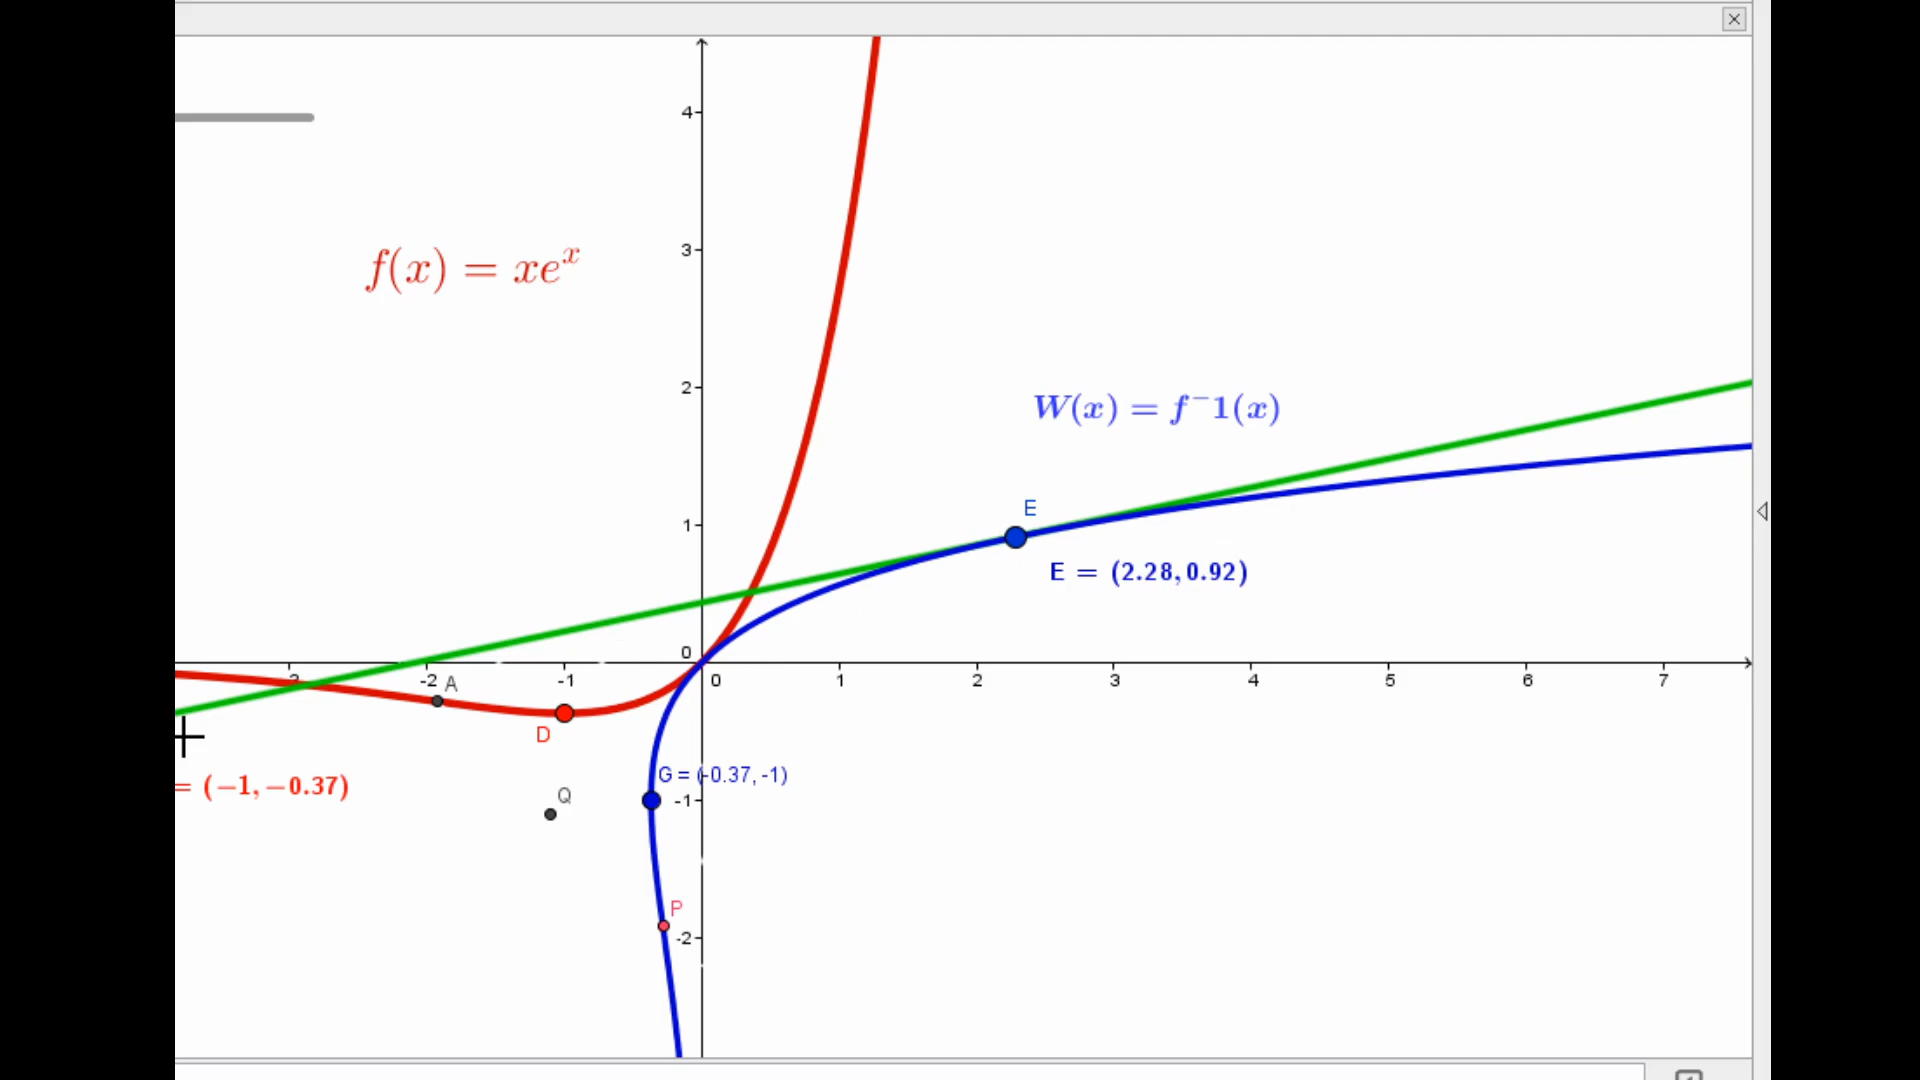 4
3
f(x) = xe^x
2
W(x) = f^-1(x)
E
1
E = (2.28, 0.92)
0
-2 A -1 0 1 2 3 4 5 6 7
D
G = (-0.37, -1)
= (−1, −0.37)
Q
-1
P
-2